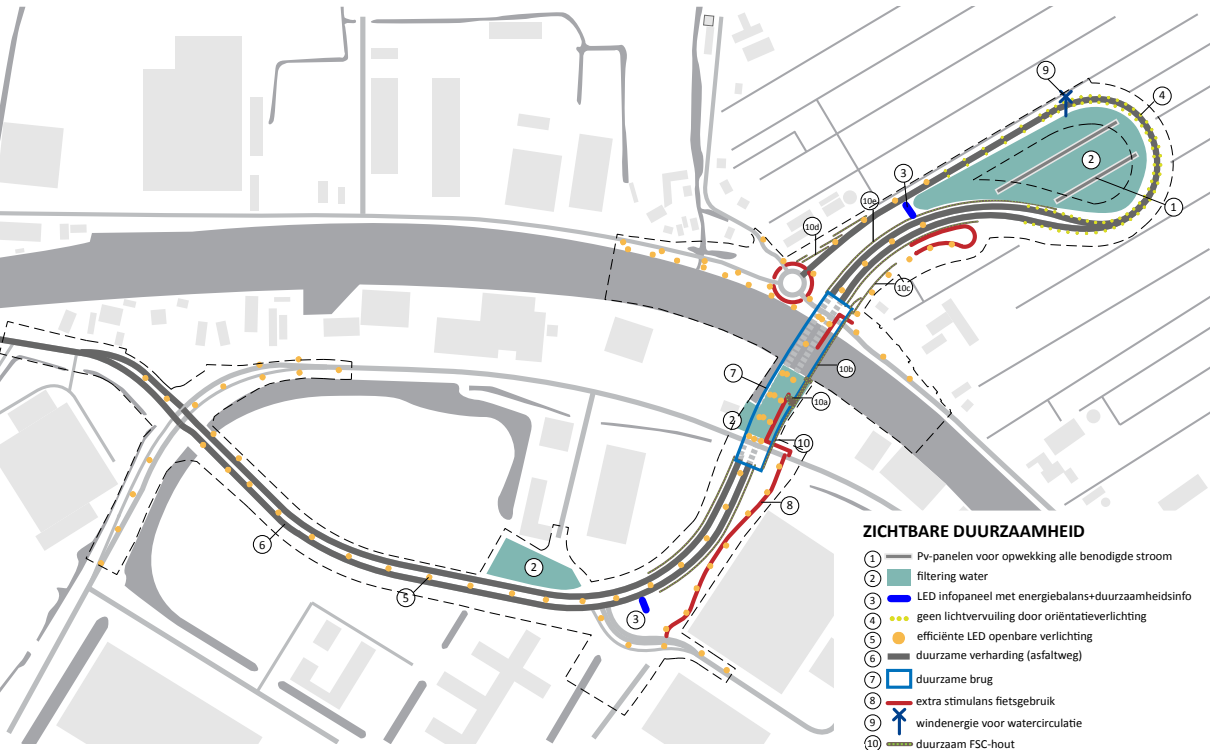 9
4
2
3
1
10e
10d
10c
7
10b
10a
2
10
8
6
2
5
3
ZICHTBARE DUURZAAMHEID
1 Pv-panelen voor opwekking alle benodigde stroom
2 filtering water
3 LED infopaneel met energiebalans+duurzaamheidsinfo
4 geen lichtvervuiling door oriëntatieverlichting
5 efficiënte LED openbare verlichting
6 duurzame verharding (asfaltweg)
7 duurzame brug
8 extra stimulans fietsgebruik
9 windenergie voor watercirculatie
10 duurzaam FSC-hout